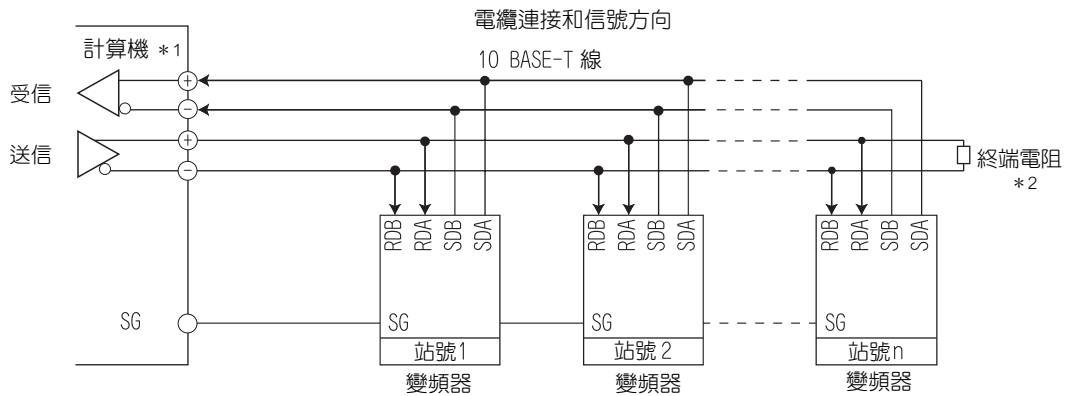 電纜連接和信號方向
計算機 *1
10 BASE-T 線
受信
+
−
送信
+
−
終端電阻
*2
RDB RDA SDB SDA
RDB RDA SDB SDA
RDB RDA SDB SDA
SG
SG
SG
SG
站號1
站號 2
站號n
變頻器
變頻器
變頻器